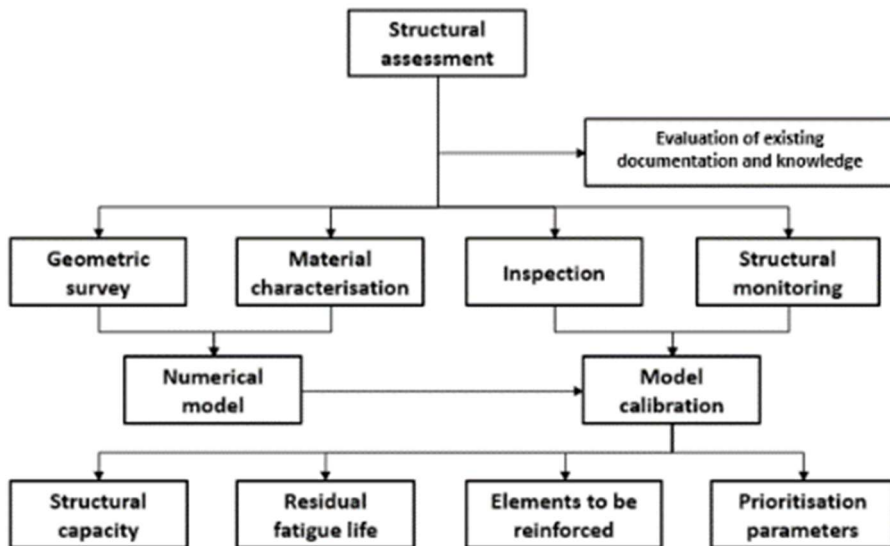 Structural
assessment
Evaluation of existing
documentation and knowledge
Geometric
survey
Material
characterisation
Inspection
Structural
monitoring
Numerical
model
Model
calibration
Structural
capacity
Residual
fatigue life
Elements to be
reinforced
Prioritisation
parameters